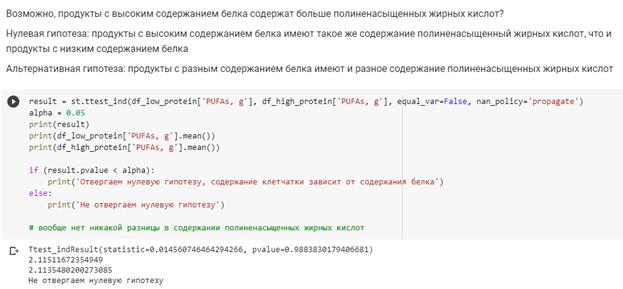 Возможно, продукты с высоким содержанием белка содержат больше полиненасыщенных жирных кислот?
Нулевая гипотеза: продукты с высоким содержанием белка имеют такое же содержание полиненасыщенный жирных кислот, что и
продукты с низким содержанием белка
Альтернативная гипотеза: продукты с разным содержанием белка имеют и разное содержание полиненасыщенных жирных кислот
result = st.ttest_ind(df_low_protein['PUFAs, g'], df_high_protein['PUFAs, g'], equal_var=False, nan_policy='propagate')
alpha = 0.05
print(result)
print(df_low_protein['PUFAs, g'].mean())
print(df_high_protein['PUFAs, g'].mean())
if (result.pvalue < alpha):
    print('Отвергаем нулевую гипотезу, содержание клетчатки зависит от содержания белка')
else:
    print('Не отвергаем нулевую гипотезу')
# вообще нет никакой разницы в содержании полиненасыщенных жирных кислот
Ttest_indResult(statistic=0.014560746464294266, pvalue=0.9883830179406681)
2.11511672354949
2.1135480200273085
Не отвергаем нулевую гипотезу